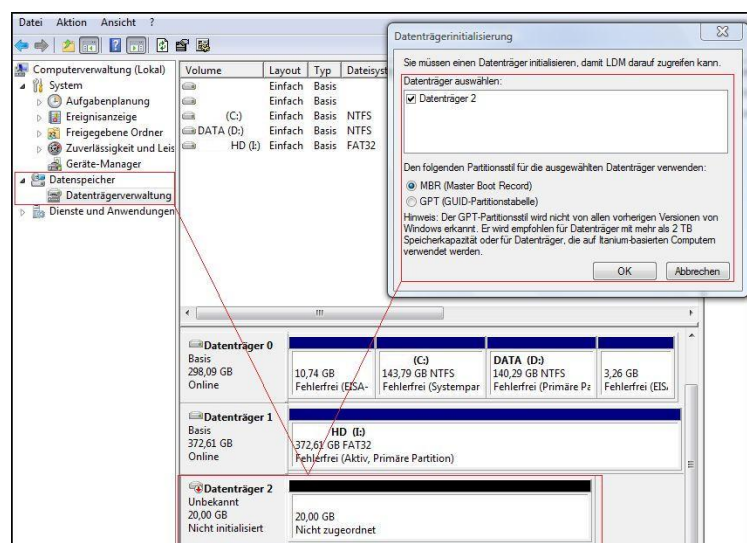 Datei Aktion Ansicht ?
Computerverwaltung (Lokal)
System
Aufgabenplanung
Ereignisanzeige
Freigegebene Ordner
Zuverlässigkeit und Leis
Geräte-Manager
Datenspeicher
Datenträgerverwaltung
Dienste und Anwendungen
Volume Layout Typ Dateisyst
Einfach Basis
Einfach Basis
(C:) Einfach Basis NTFS
DATA (D:) Einfach Basis NTFS
HD (I:) Einfach Basis FAT32
Datenträgerinitialisierung
Sie müssen einen Datenträger initialisieren, damit LDM darauf zugreifen kann.
Datenträger auswählen:
Datenträger 2
Den folgenden Partitionsstil für die ausgewählten Datenträger verwenden:
MBR (Master Boot Record)
GPT (GUID-Partitionstabelle)
Hinweis: Der GPT-Partitionsstil wird nicht von allen vorherigen Versionen von
Windows erkannt. Er wird empfohlen für Datenträger mit mehr als 2 TB
Speicherkapazität oder für Datenträger, die auf Itanium-basierten Computern
verwendet werden.
OK Abbrechen
Datenträger 0
Basis
298,09 GB
Online
10,74 GB
Fehlerfrei (EISA-
(C:)
143,79 GB NTFS
Fehlerfrei (Systempar
DATA (D:)
140,29 GB NTFS
Fehlerfrei (Primäre Pa
3,26 GB
Fehlerfrei (EIS
Datenträger 1
Basis
372,61 GB
Online
HD (I:)
372,61 GB FAT32
Fehlerfrei (Aktiv, Primäre Partition)
Datenträger 2
Unbekannt
20,00 GB
Nicht initialisiert
20,00 GB
Nicht zugeordnet